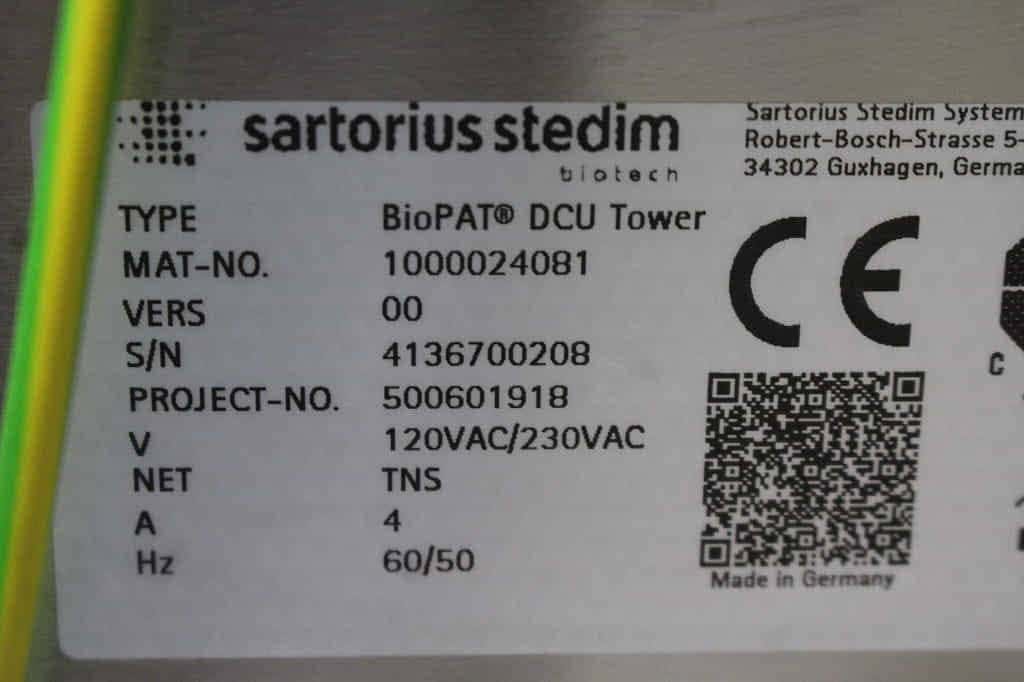 sartorius stedim
biotech
Sartorius Stedim System
Robert-Bosch-Strasse 5-
34302 Guxhagen, Germa
TYPE BioPAT® DCU Tower
MAT-NO. 1000024081
VERS 00
S/N 4136700208
PROJECT-NO. 500601918
V 120VAC/230VAC
NET TNS
A 4
Hz 60/50
CE
C
Made in Germany